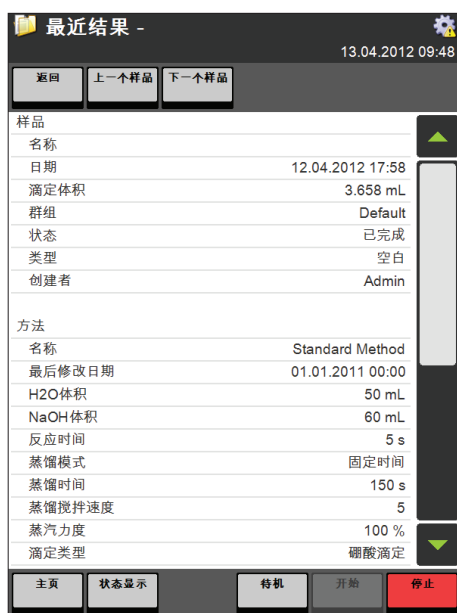 最近结果 -
13.04.2012 09:48
返回 上一个样品 下一个样品
样品
名称
日期 12.04.2012 17:58
滴定体积 3.658 mL
群组 Default
状态 已完成
类型 空白
创建者 Admin
方法
名称 Standard Method
最后修改日期 01.01.2011 00:00
H2O体积 50 mL
NaOH体积 60 mL
反应时间 5 s
蒸馏模式 固定时间
蒸馏时间 150 s
蒸馏搅拌速度 5
蒸汽力度 100 %
滴定类型 硼酸滴定
主页 状态显示 待机 开始 停止